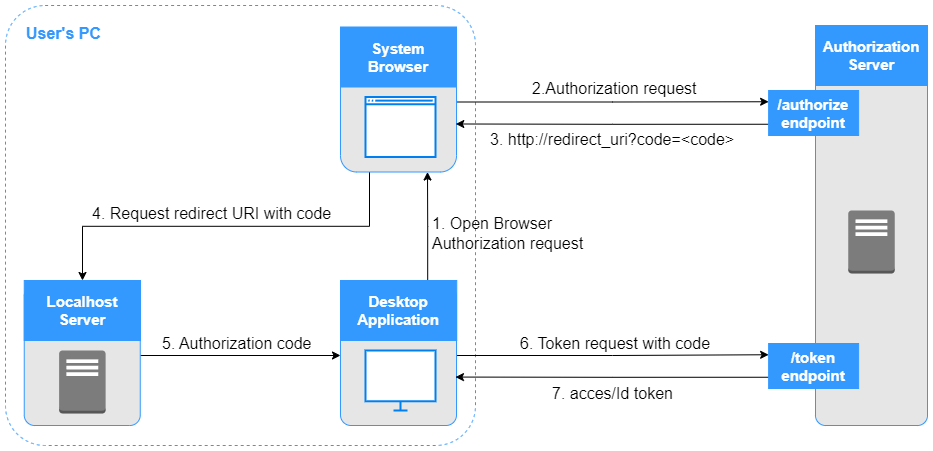 User's PC
System
Browser
Authorization
Server
2.Authorization request
/authorize
endpoint
3. http://redirect_uri?code=<code>
4. Request redirect URI with code
1. Open Browser
Authorization request
Localhost
Server
Desktop
Application
5. Authorization code
6. Token request with code
/token
endpoint
7. acces/Id token